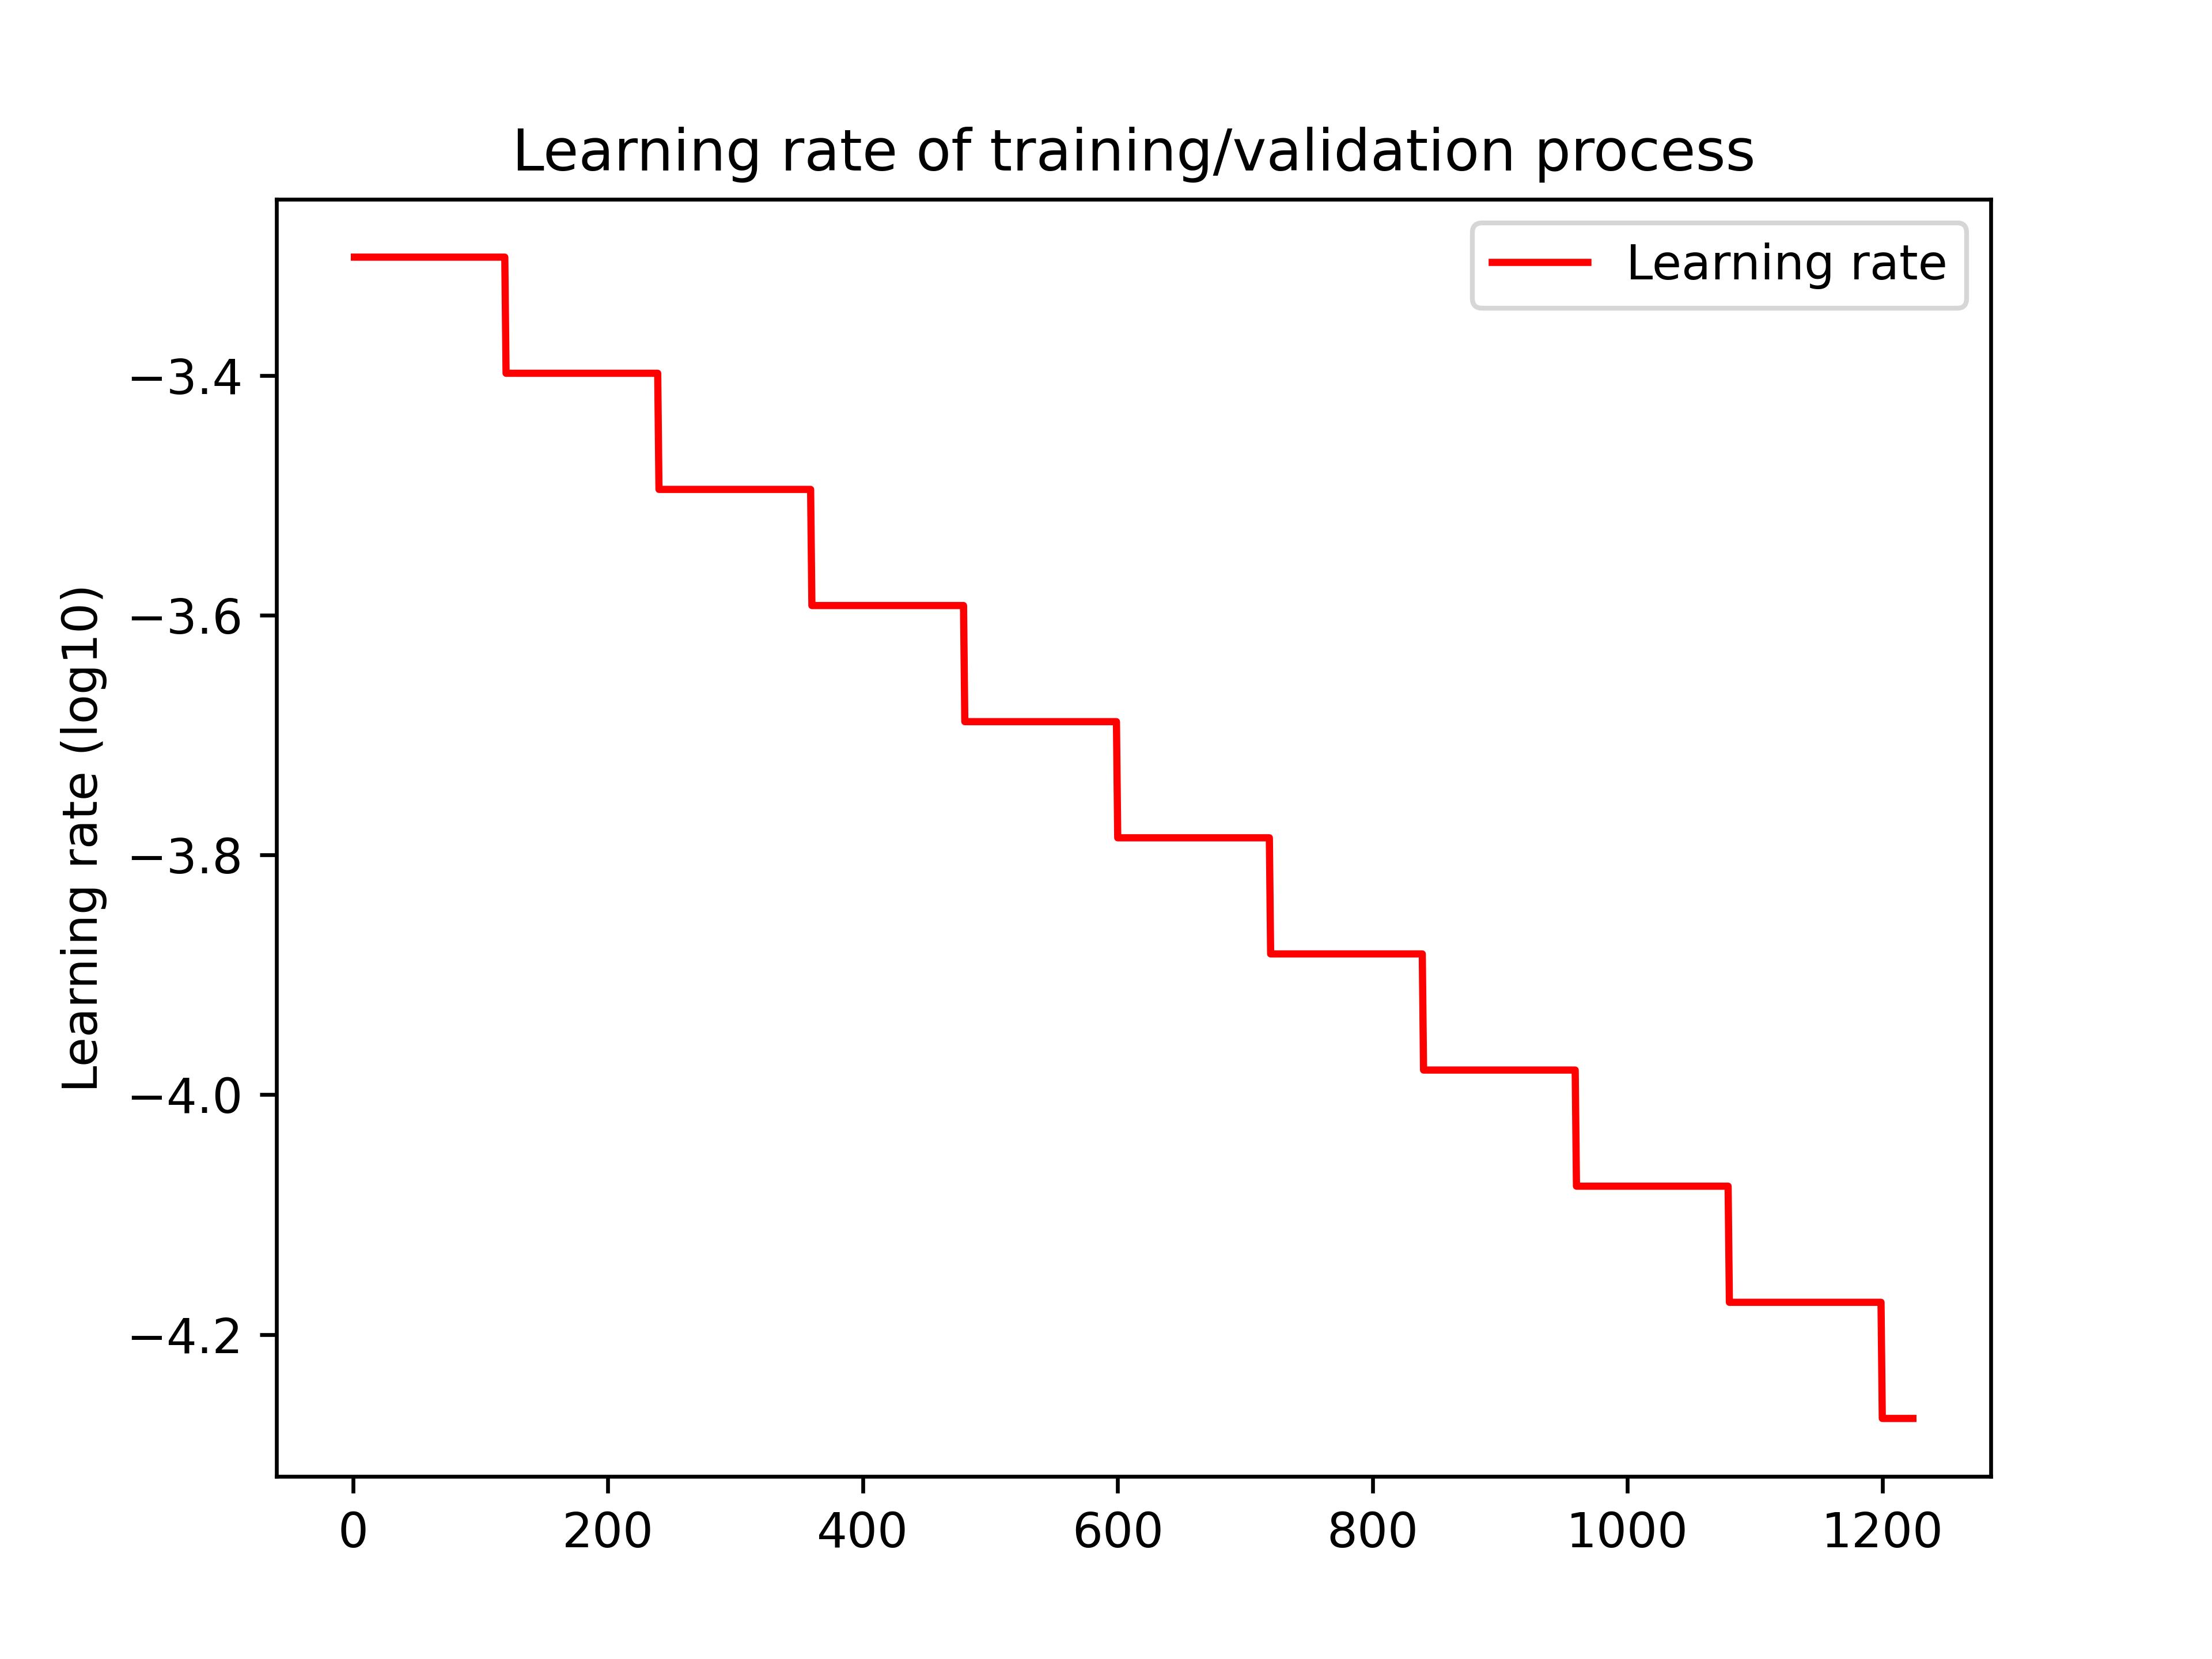 Learning rate of training/validation process
Learning rate
Learning rate (log10)
−3.4
−3.6
−3.8
−4.0
−4.2
0 200 400 600 800 1000 1200